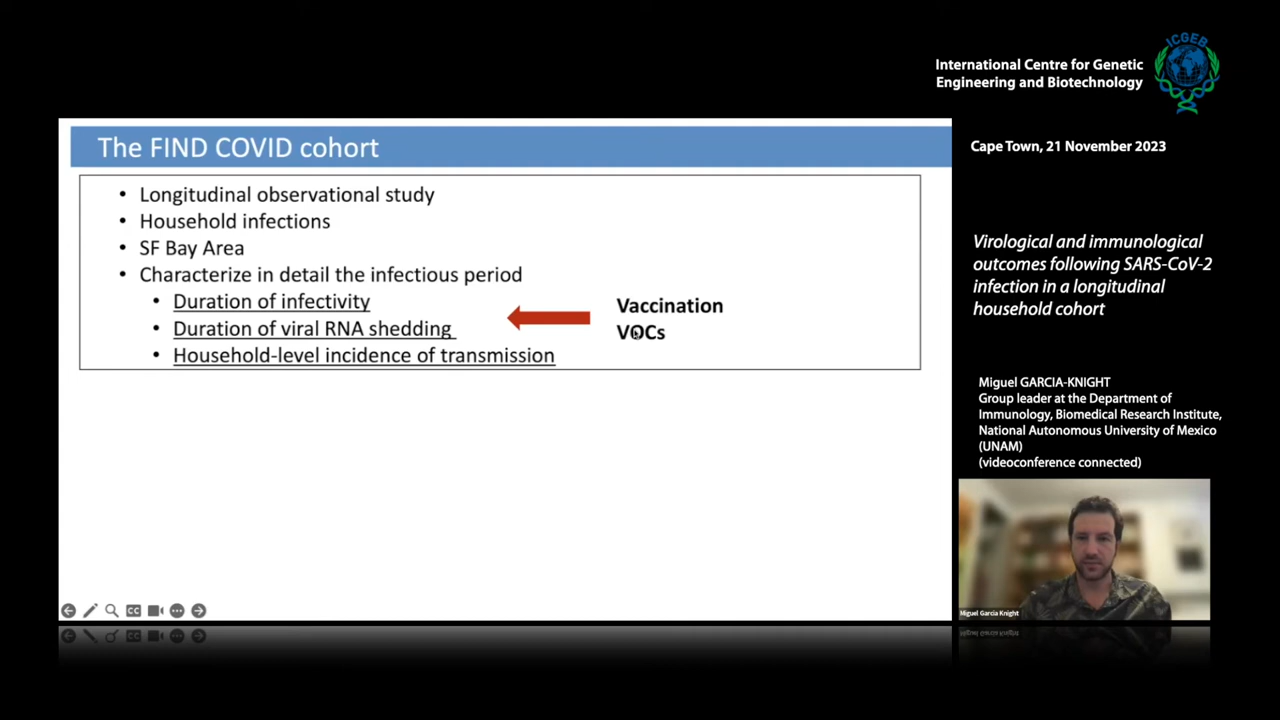 International Centre for Genetic
Engineering and Biotechnology
ICGEB
Cape Town, 21 November 2023
The FIND COVID cohort
• Longitudinal observational study
• Household infections
• SF Bay Area
• Characterize in detail the infectious period
• Duration of infectivity
• Duration of viral RNA shedding
• Household-level incidence of transmission
Vaccination
VOCs
Virological and immunological
outcomes following SARS-CoV-2
infection in a longitudinal
household cohort
Miguel GARCIA-KNIGHT
Group leader at the Department of
Immunology, Biomedical Research Institute,
National Autonomous University of Mexico
(UNAM)
(videoconference connected)
Miguel Garcia Knight
CC